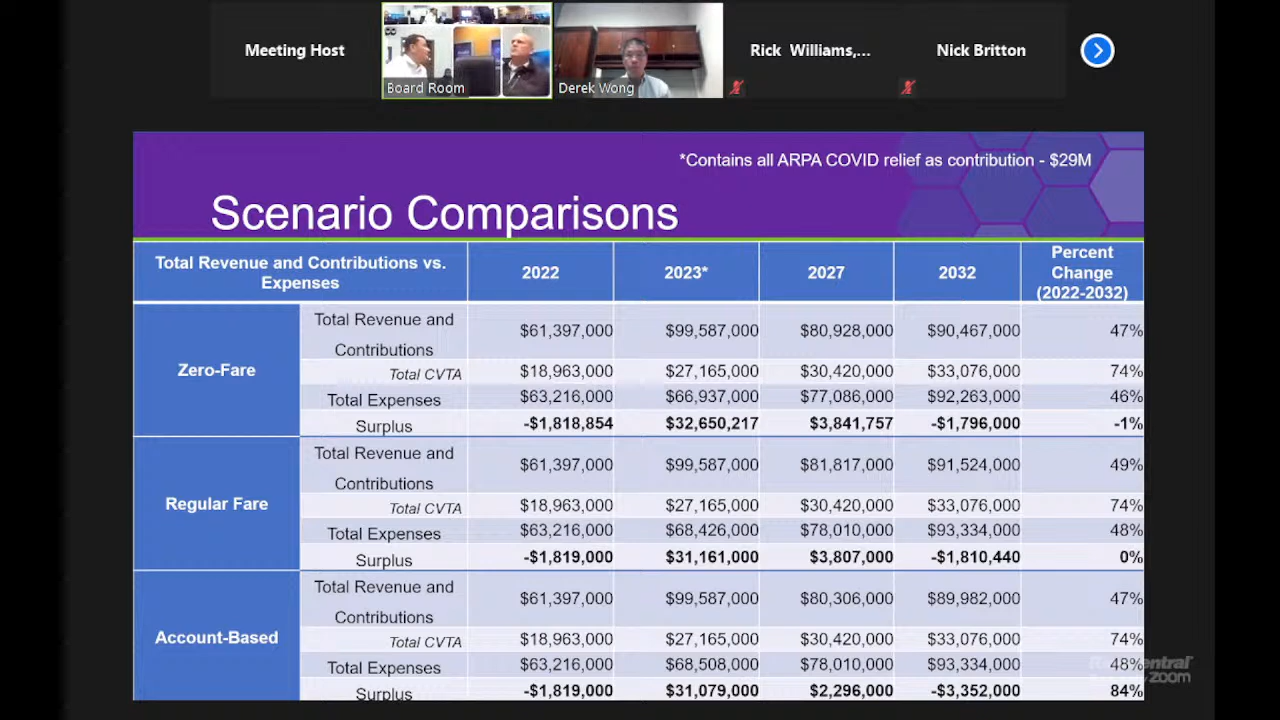 Meeting Host
Board Room
Derek Wong
Rick Williams,...
Nick Britton
*Contains all ARPA COVID relief as contribution - $29M
Scenario Comparisons
Total Revenue and Contributions vs. Expenses 2022 2023* 2027 2032 Percent Change (2022-2032)
Zero-Fare
Total Revenue and Contributions $61,397,000 $99,587,000 $80,928,000 $90,467,000 47%
Total CVTA $18,963,000 $27,165,000 $30,420,000 $33,076,000 74%
Total Expenses $63,216,000 $66,937,000 $77,086,000 $92,263,000 46%
Surplus -$1,818,854 $32,650,217 $3,841,757 -$1,796,000 -1%
Regular Fare
Total Revenue and Contributions $61,397,000 $99,587,000 $81,817,000 $91,524,000 49%
Total CVTA $18,963,000 $27,165,000 $30,420,000 $33,076,000 74%
Total Expenses $63,216,000 $68,426,000 $78,010,000 $93,334,000 48%
Surplus -$1,819,000 $31,161,000 $3,807,000 -$1,810,440 0%
Account-Based
Total Revenue and Contributions $61,397,000 $99,587,000 $80,306,000 $89,982,000 47%
Total CVTA $18,963,000 $27,165,000 $30,420,000 $33,076,000 74%
Total Expenses $63,216,000 $68,508,000 $78,010,000 $93,334,000 48%
Surplus -$1,819,000 $31,079,000 $2,296,000 -$3,352,000 84%
zoom